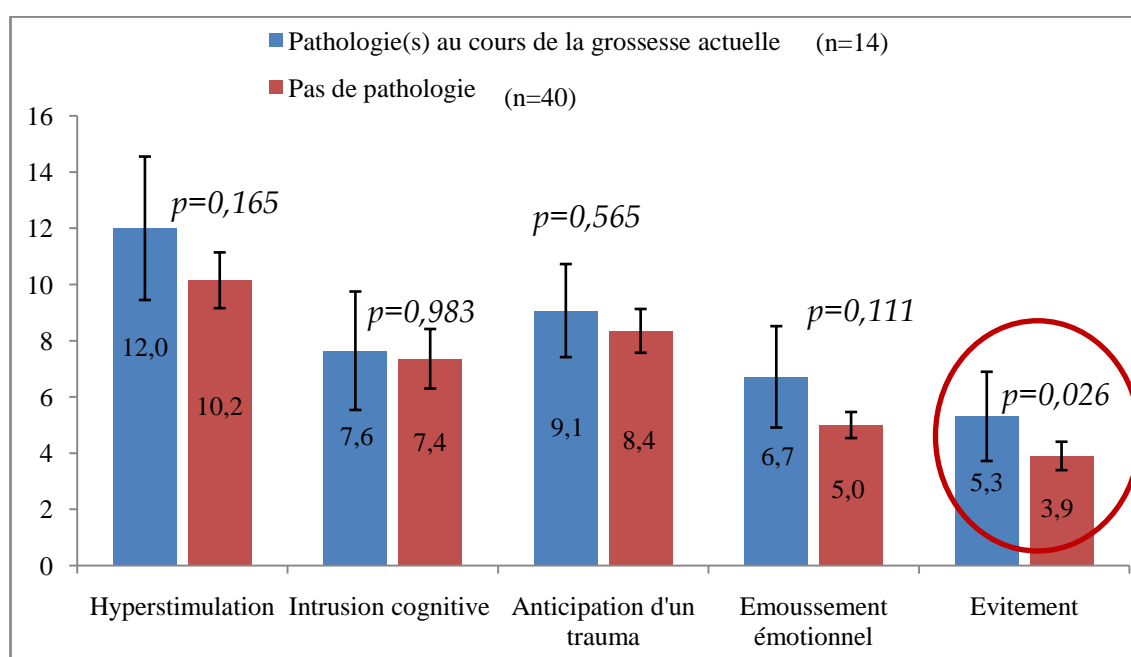 Pathologie(s) au cours de la grossesse actuelle (n=14)
Pas de pathologie (n=40)
16
14
12
10
8
6
4
2
0
p=0,165
p=0,983
p=0,565
p=0,111
p=0,026
12,0
10,2
7,6
7,4
9,1
8,4
6,7
5,0
5,3
3,9
Hyperstimulation
Intrusion cognitive
Anticipation d'un
trauma
Emoussement
émotionnel
Evitement